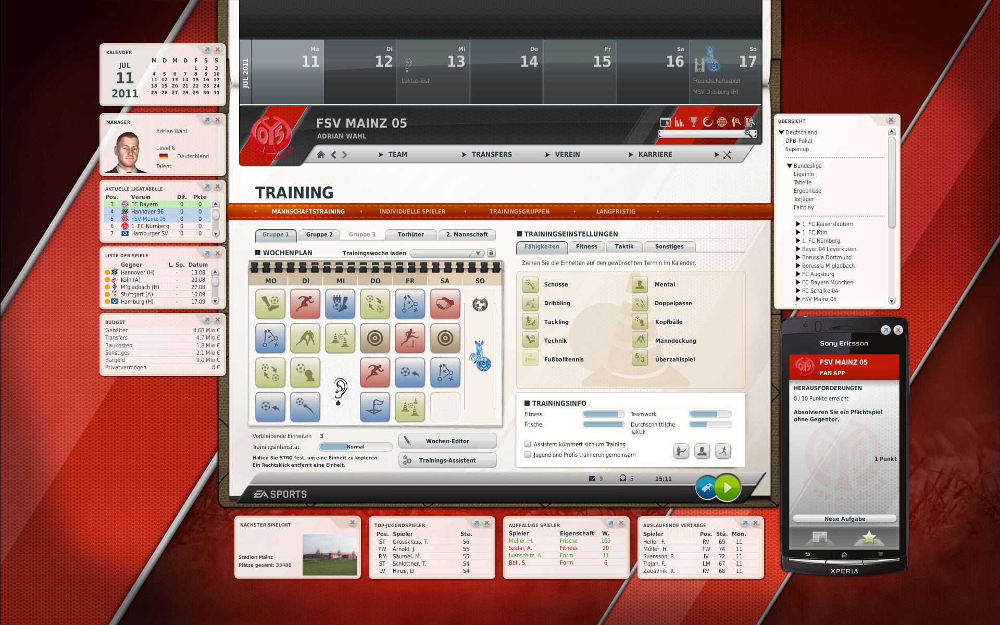 KALENDER
JUL
11
2011
M D M D F S S
1 2 3
4 5 6 7 8 9 10
11 12 13 14 15 16 17
18 19 20 21 22 23 24
25 26 27 28 29 30 31
MANAGER
Adrian Wahl
Level 6
Deutschland
Talent
AKTUELLE LIGATABELLE
Pos. Verein Dif. Pkte
3 FC Bayern 0 0
4 Hannover 96 0 0
5 FSV Mainz 05 0 0
6 1. FC Nürnberg 0 0
7 Hamburger SV 0 0
LISTE DER SPIELE
Gegner L. Sp. Datum
Hannover (H) - 13.08
Köln (A) - 20.08
M'gladbach (H) - 27.08
Stuttgart (A) - 10.09
Hamburg (H) - 17.09
BUDGET
Gehälter 4,68 Mio €
Transfers 4,7 Mio €
Baukosten 1,8 Mio €
Sonstiges 2,1 Mio €
Bargeld 9,0 Mio €
Privatvermögen 0 €
JUL 2011
Mo 11
Di 12
Mi 13
Laktat-Test
Do 14
Fr 15
Sa 16
So 17
Freundschaftsspiel
MSV Duisburg (H)
FSV MAINZ 05
ADRIAN WAHL
TEAM TRANSFERS VEREIN KARRIERE
TRAINING
MANNSCHAFTSTRAINING INDIVIDUELLE SPIELER TRAININGSGRUPPEN LANGFRISTIG
Gruppe 1 Gruppe 2 Gruppe 3 Torhüter 2. Mannschaft
WOCHENPLAN
Trainingswoche laden -
MO DI MI DO FR SA SO
Verbleibende Einheiten 3
Trainingsintensität Normal
Halten Sie STRG fest, um eine Einheit zu kopieren.
Ein Rechtsklick entfernt eine Einheit.
Wochen-Editor
Trainings-Assistent
TRAININGSEINSTELLUNGEN
Fähigkeiten Fitness Taktik Sonstiges
Ziehen Sie die Einheiten auf den gewünschten Termin im Kalender.
Schüsse Mental
Dribbling Doppelpässe
Tackling Kopfbälle
Technik Manndeckung
Fußballtennis 5/3 Überzahlspiel
TRAININGSINFO
Fitness Teamwork
Frische Durchschnittliche
Taktik
Assistent kümmert sich um Training
Jugend und Profis trainieren gemeinsam
9 5 15:11
EA SPORTS
ÜBERSICHT
Deutschland
DFB-Pokal
Supercup
Bundesliga
Ligainfo
Tabelle
Ergebnisse
Torjäger
Fairplay
1. FC Kaiserslautern
1. FC Köln
1. FC Nürnberg
Bayer 04 Leverkusen
Borussia Dortmund
Borussia M'gladbach
FC Augsburg
FC Bayern München
FC Schalke 04
FSV Mainz 05
Sony Ericsson
FSV MAINZ 05
FAN APP
HERAUSFORDERUNGEN
0 / 10 Punkte erreicht
Absolvieren Sie ein Pflichtspiel
ohne Gegentor.
1 Punkt
Neue Aufgabe
XPERIA
NÄCHSTER SPIELORT
Stadion Mainz
Plätze gesamt: 33400
TOP-JUGENDSPIELER
Pos. Spieler Stä.
ST Grossklaus, T. 56
TW Arnold, J. 55
RM Säumel, M. 55
ST Schlottner, T. 54
LV Hinze, D. 54
AUFFÄLLIGE SPIELER
Spieler Eigenschaft W.
Müller, H. Frische 100
Szalai, A. Fitness 20
Ivanschitz, A. Form 11
Bell, S. Form 6
AUSLAUFENDE VERTRÄGE
Spieler Pos. Stä. Mon.
Heller, F. RV 69 11
Müller, H. TW 74 11
Svensson, B. IV 72 11
Trojan, F. LM 67 11
Zabavnik, R. RV 68 11